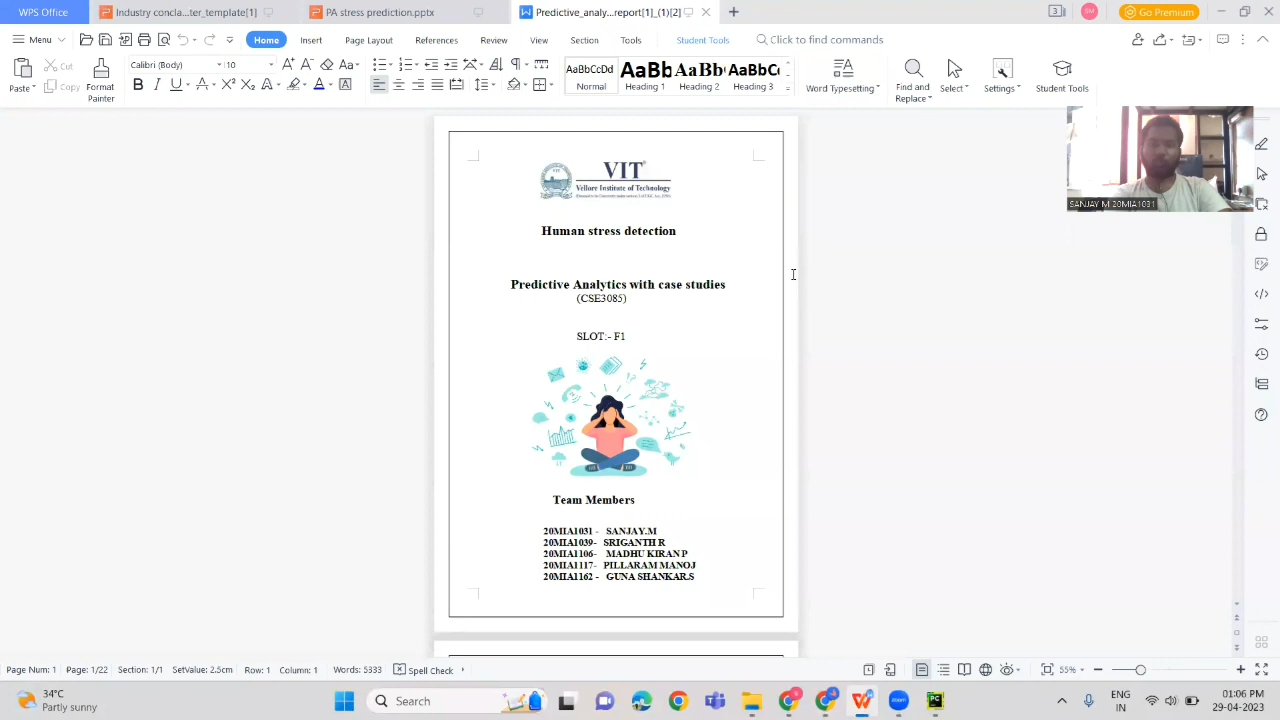 WPS Office
Industry concla...ter_template[1]
PA stress prediction.pptx
Predictive_analy...report[1]_(1)[2]
3
SM
Go Premium
Menu
Home
Insert
Page Layout
References
Review
View
Section
Tools
Student Tools
Click to find commands
Paste
Cut
Copy
Format Painter
Calibri (Body)
10
AaBbCcDd
Normal
AaBb
Heading 1
AaBb
Heading 2
AaBbC
Heading 3
Word Typesetting
Find and Replace
Select
Settings
Student Tools
SANJAY M 20MIA1031
VIT
Vellore Institute of Technology
Human stress detection
Predictive Analytics with case studies
(CSE3085)
SLOT:- F1
Team Members
20MIA1031 - SANJAY.M
20MIA1039- SRIGANTH R
20MIA1106- MADHU KIRAN P
20MIA1117- PILLARAM MANOJ
20MIA1162 - GUNA SHANKAR.S
Page Num: 1
Page: 1/22
Section: 1/1
SetValue: 2.5cm
Row: 1
Column: 1
Words: 5333
Spell Check
55%
34°C
Partly sunny
Search
zoom
PC
ENG
IN
01:06 PM
29-04-2023